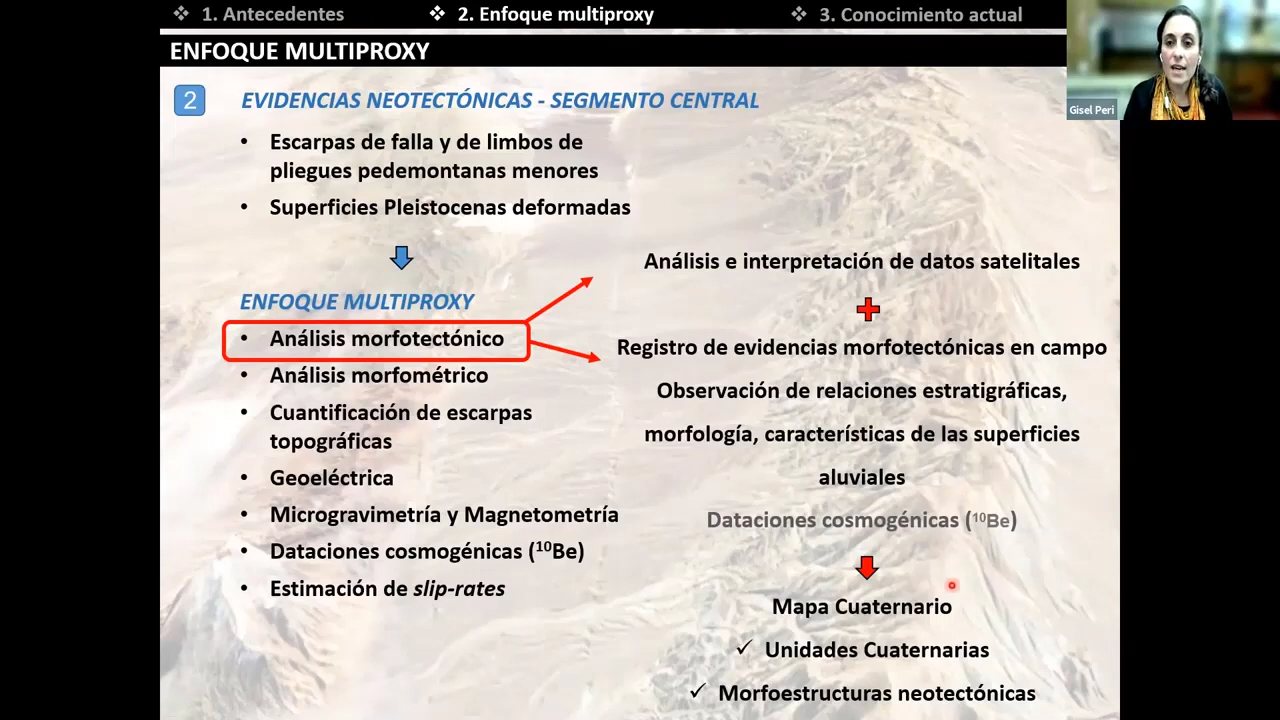 ❖ 1. Antecedentes
❖ 2. Enfoque multiproxy
❖ 3. Conocimiento actual
ENFOQUE MULTIPROXY
2
EVIDENCIAS NEOTECTÓNICAS - SEGMENTO CENTRAL
• Escarpas de falla y de limbos de
pliegues pedemontanas menores
• Superficies Pleistocenas deformadas
ENFOQUE MULTIPROXY
• Análisis morfotectónico
• Análisis morfométrico
• Cuantificación de escarpas
topográficas
• Geoeléctrica
• Microgravimetría y Magnetometría
• Dataciones cosmogénicas (¹⁰Be)
• Estimación de slip-rates
Análisis e interpretación de datos satelitales
Registro de evidencias morfotectónicas en campo
Observación de relaciones estratigráficas,
morfología, características de las superficies
aluviales
Dataciones cosmogénicas (¹⁰Be)
Mapa Cuaternario
✓ Unidades Cuaternarias
✓ Morfoestructuras neotectónicas
Gisel Peri